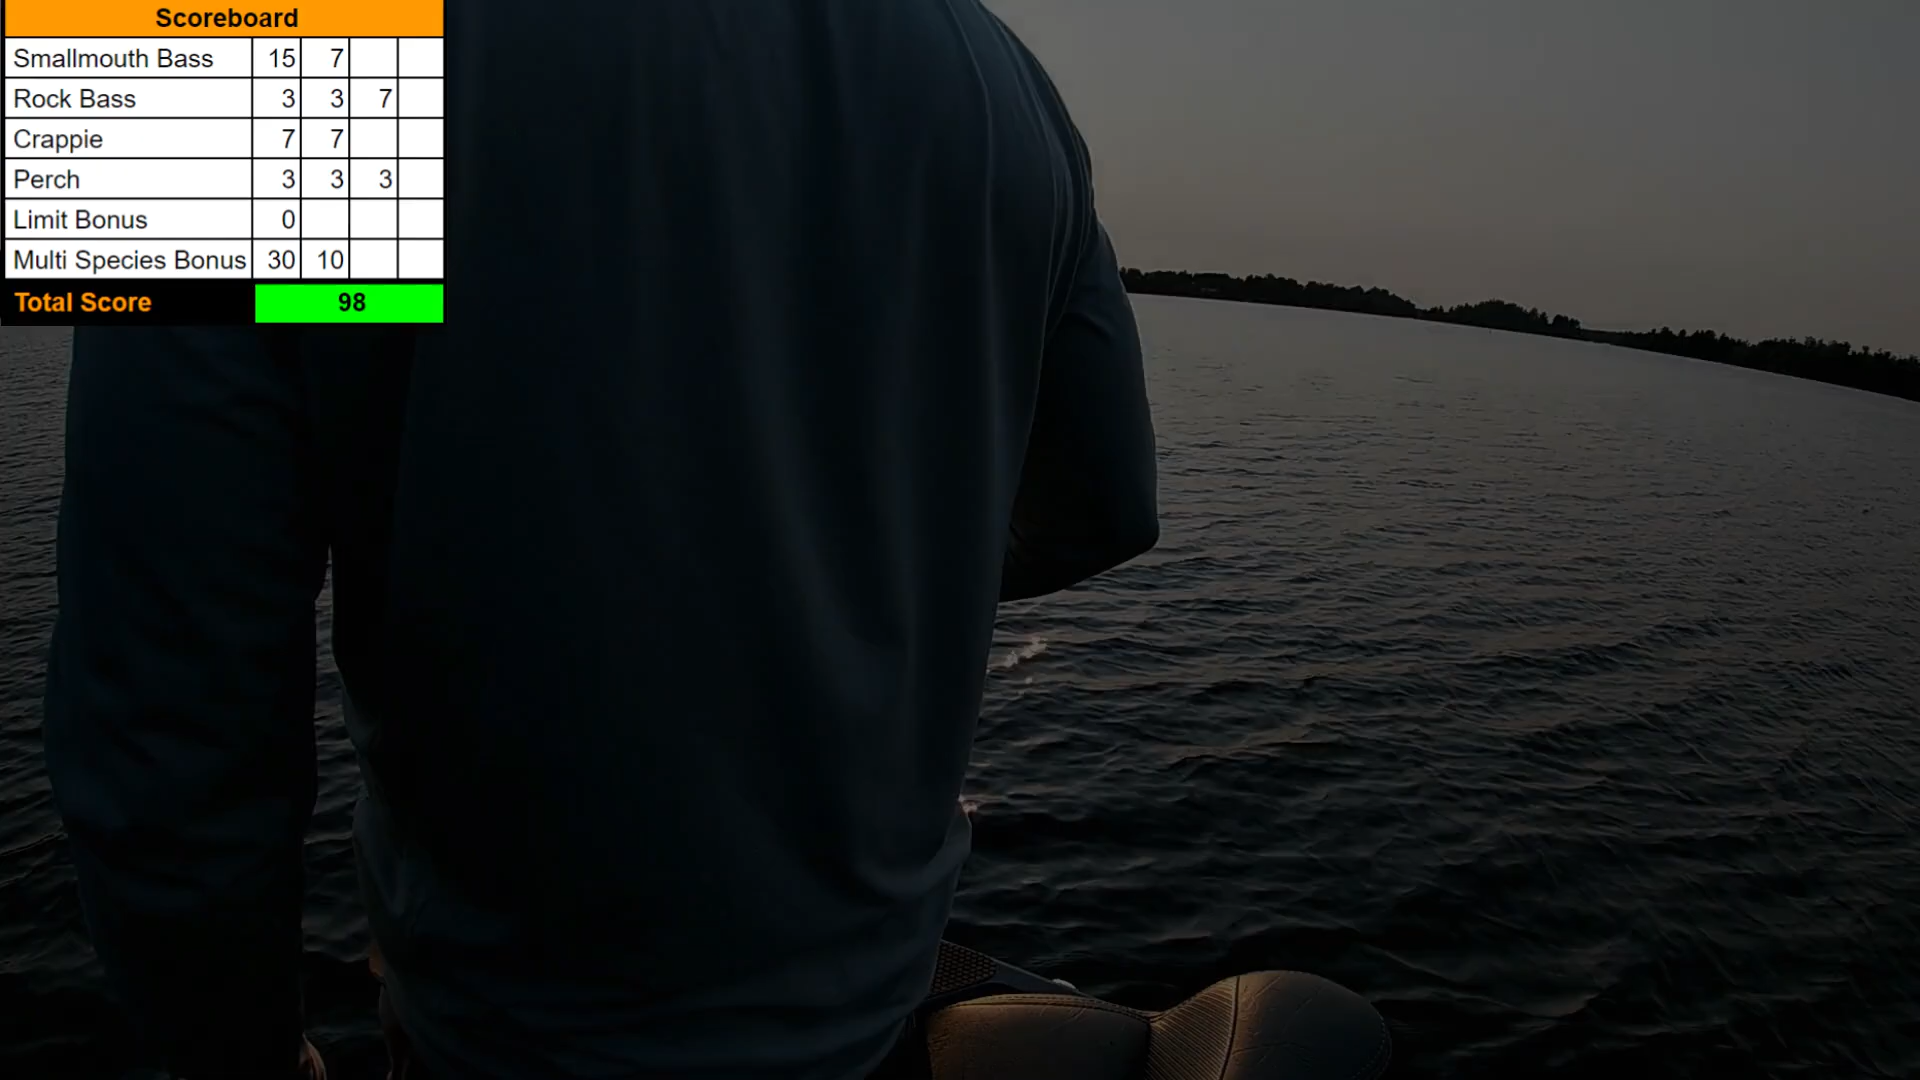 Scoreboard
Smallmouth Bass 15 7
Rock Bass 3 3 7
Crappie 7 7
Perch 3 3 3
Limit Bonus 0
Multi Species Bonus 30 10
Total Score 98